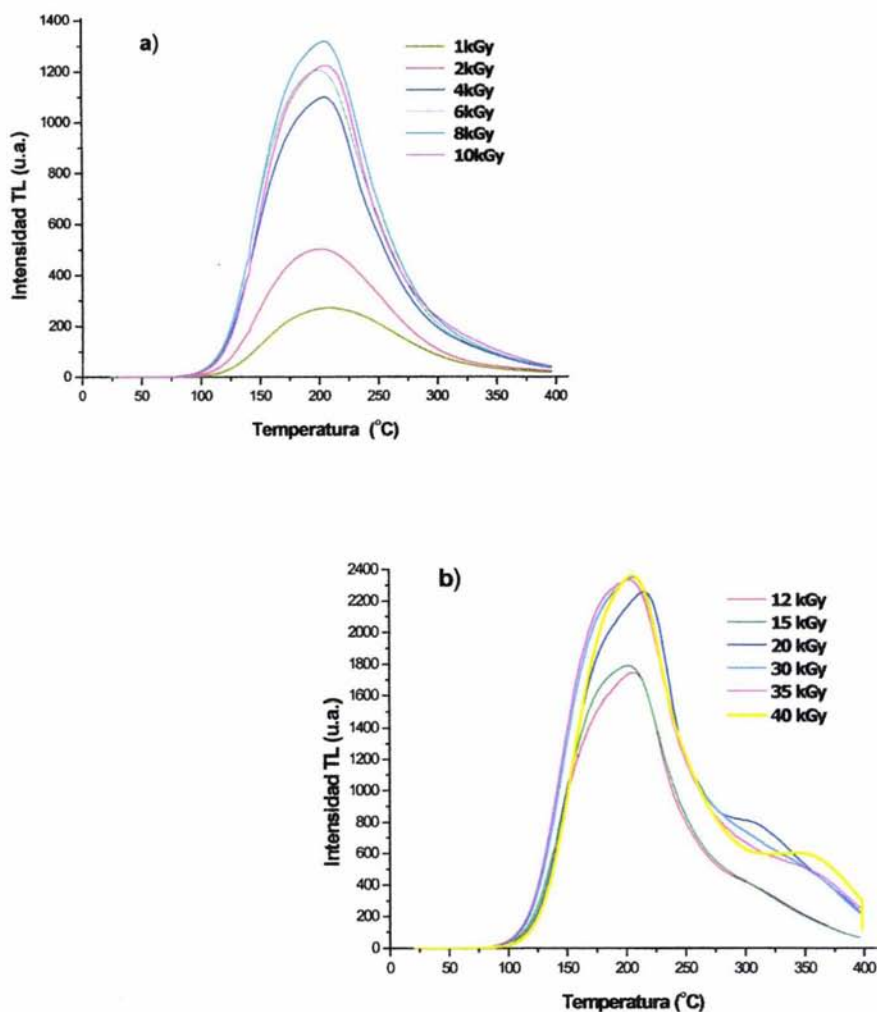 a)
1kGy
2kGy
4kGy
6kGy
8kGy
10kGy
Intensidad TL (u.a.)
1400
1200
1000
800
600
400
200
0
0 50 100 150 200 250 300 350 400
Temperatura (°C)
b)
12 kGy
15 kGy
20 kGy
30 kGy
35 kGy
40 kGy
Intensidad TL (u.a.)
2400
2200
2000
1800
1600
1400
1200
1000
800
600
400
200
0
0 50 100 150 200 250 300 350 400
Temperatura (°C)